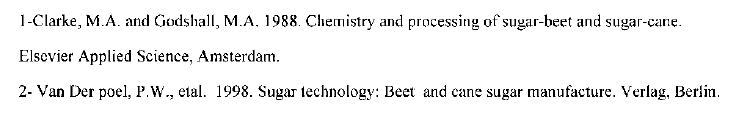 1-Clarke, M.A. and Godshall, M.A. 1988. Chemistry and processing of sugar-beet and sugar-cane.
Elsevier Applied Science, Amsterdam.
2- Van Der poel, P.W., etal. 1998. Sugar technology: Beet and cane sugar manufacture. Verlag, Berlin.